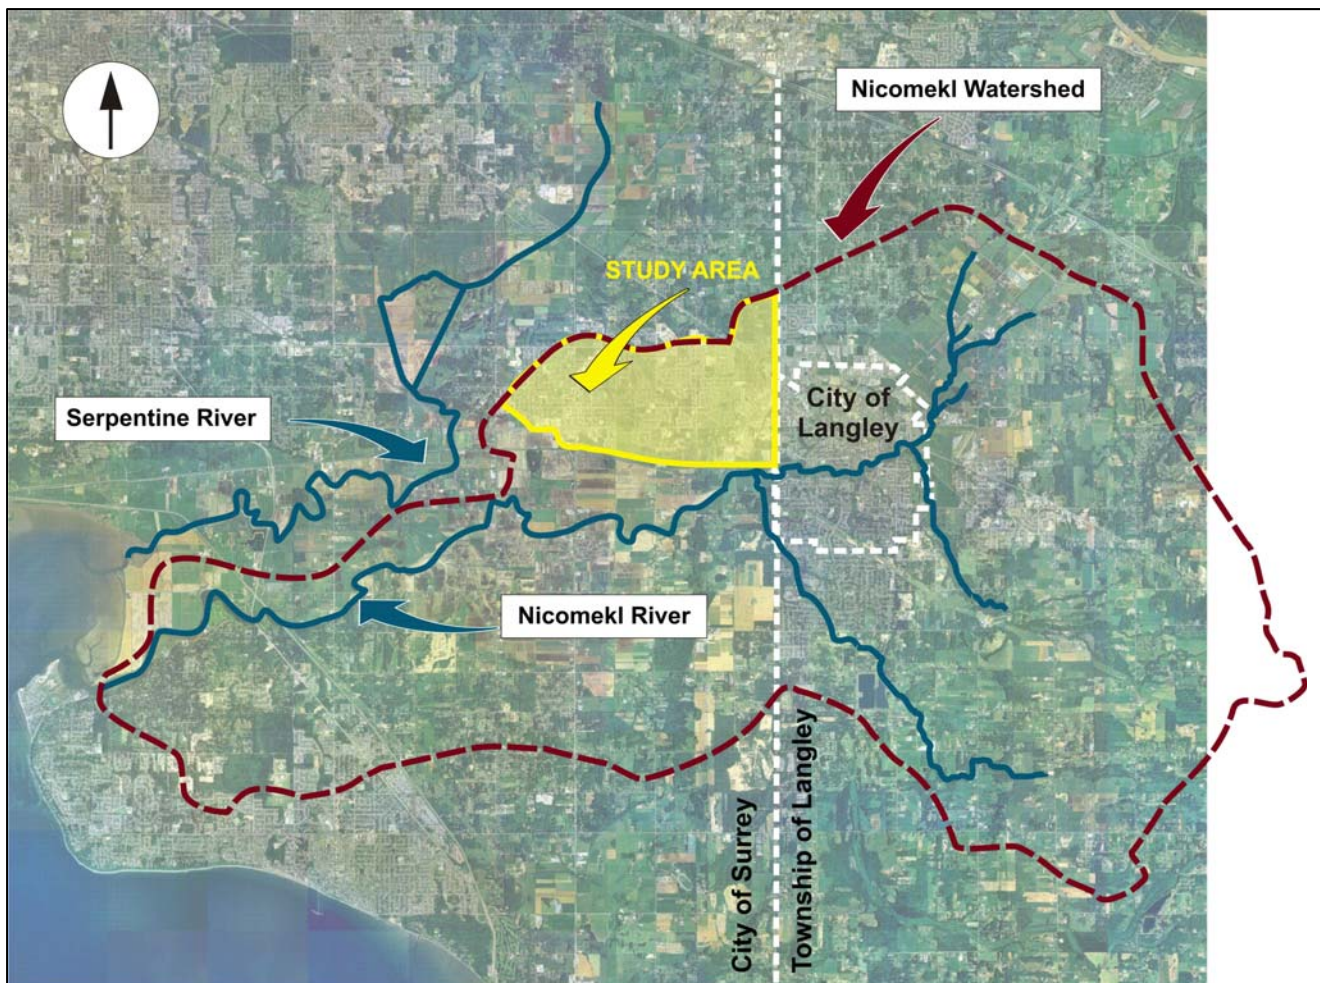 Nicomekl Watershed
STUDY AREA
City of
Langley
Serpentine River
Nicomekl River
City of Surrey
Township of Langley